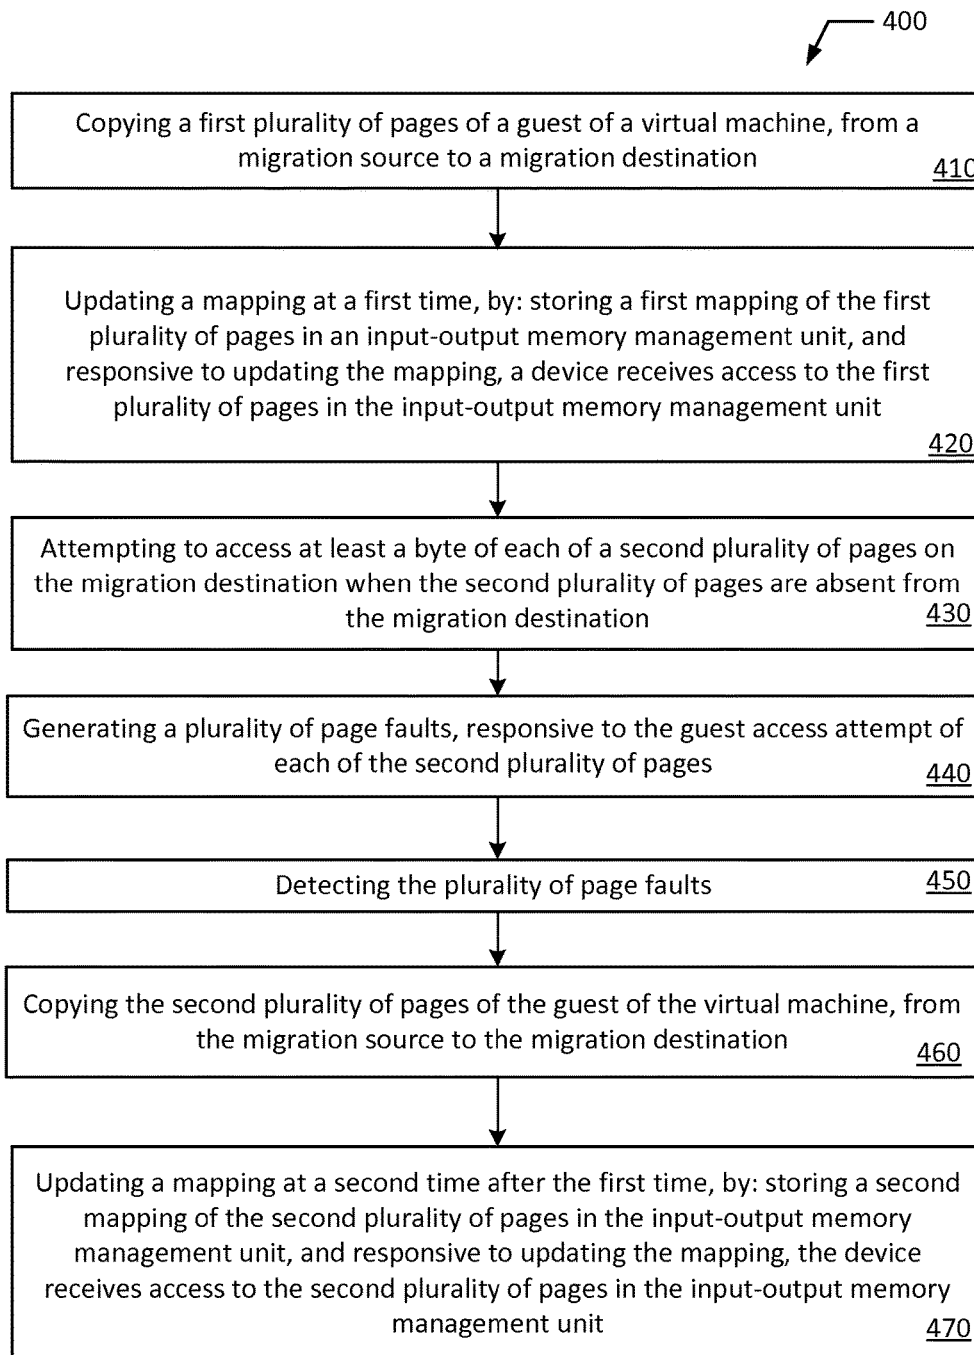 400
Copying a first plurality of pages of a guest of a virtual machine, from a
migration source to a migration destination
410
Updating a mapping at a first time, by: storing a first mapping of the first
plurality of pages in an input-output memory management unit, and
responsive to updating the mapping, a device receives access to the first
plurality of pages in the input-output memory management unit
420
Attempting to access at least a byte of each of a second plurality of pages on
the migration destination when the second plurality of pages are absent from
the migration destination
430
Generating a plurality of page faults, responsive to the guest access attempt of
each of the second plurality of pages
440
Detecting the plurality of page faults
450
Copying the second plurality of pages of the guest of the virtual machine, from
the migration source to the migration destination
460
Updating a mapping at a second time after the first time, by: storing a second
mapping of the second plurality of pages in the input-output memory
management unit, and responsive to updating the mapping, the device
receives access to the second plurality of pages in the input-output memory
management unit
470